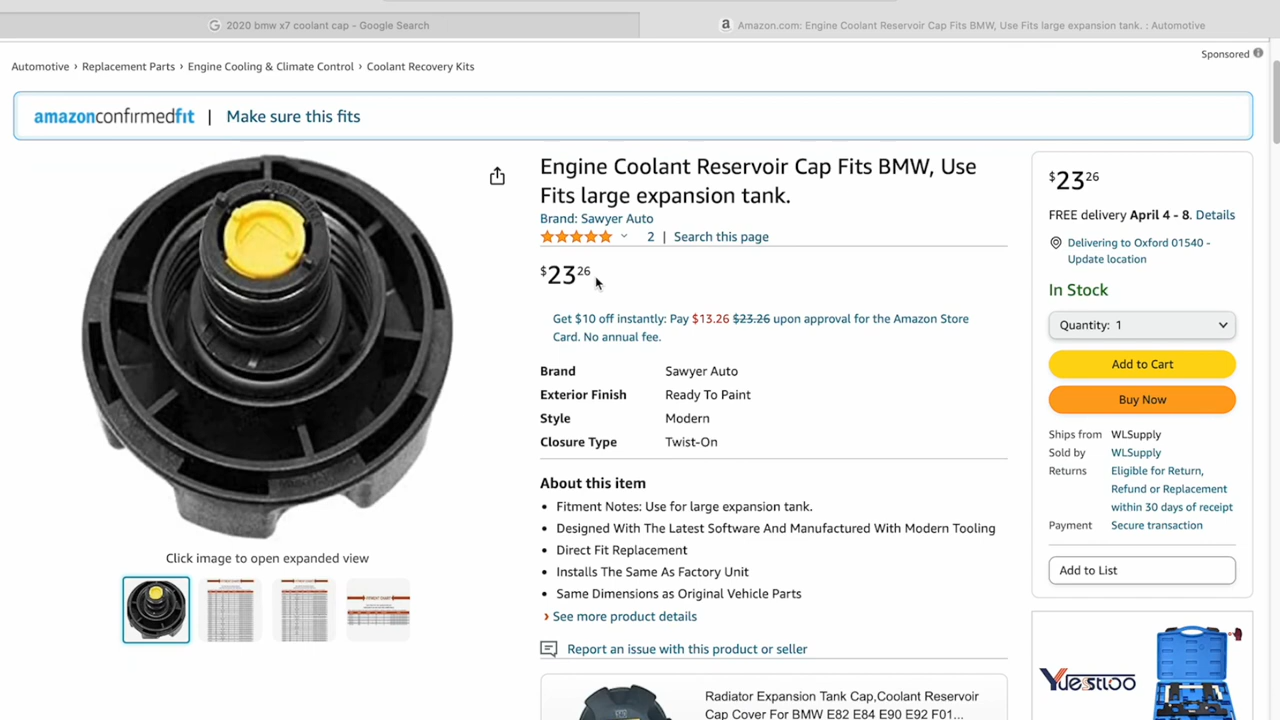 2020 bmw x7 coolant cap - Google Search
Amazon.com: Engine Coolant Reservoir Cap Fits BMW, Use Fits large expansion tank. : Automotive
Sponsored
Automotive › Replacement Parts › Engine Cooling & Climate Control › Coolant Recovery Kits
amazonconfirmedfit | Make sure this fits
Engine Coolant Reservoir Cap Fits BMW, Use
Fits large expansion tank.
Brand: Sawyer Auto
2 | Search this page
$23 26
Get $10 off instantly: Pay $13.26 $23.26 upon approval for the Amazon Store
Card. No annual fee.
Brand Sawyer Auto
Exterior Finish Ready To Paint
Style Modern
Closure Type Twist-On
About this item
• Fitment Notes: Use for large expansion tank.
• Designed With The Latest Software And Manufactured With Modern Tooling
• Direct Fit Replacement
• Installs The Same As Factory Unit
• Same Dimensions as Original Vehicle Parts
› See more product details
Report an issue with this product or seller
Radiator Expansion Tank Cap,Coolant Reservoir
Cap Cover For BMW E82 E84 E90 E92 F01...
Click image to open expanded view
$23 26
FREE delivery April 4 - 8. Details
Delivering to Oxford 01540 -
Update location
In Stock
Quantity: 1
Add to Cart
Buy Now
Ships from WLSupply
Sold by WLSupply
Returns Eligible for Return,
Refund or Replacement
within 30 days of receipt
Payment Secure transaction
Add to List